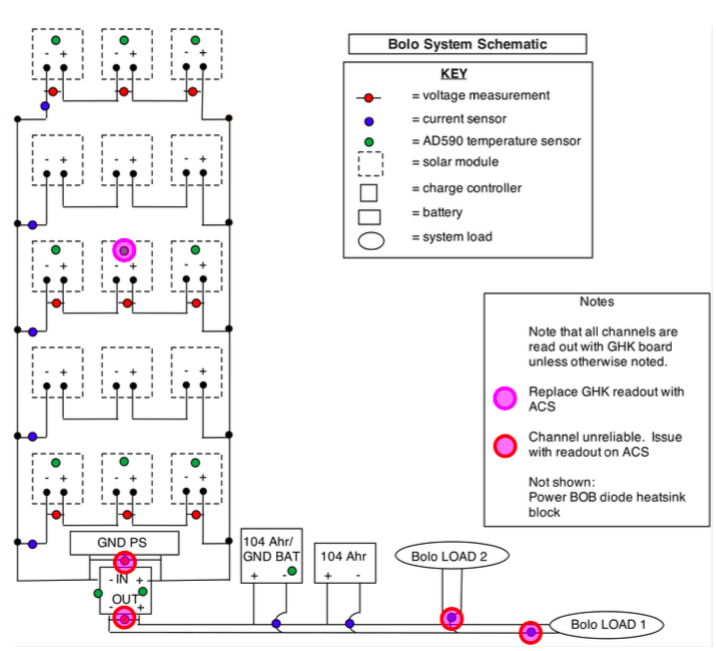 Bolo System Schematic
KEY
= voltage measurement
= current sensor
= AD590 temperature sensor
= solar module
= charge controller
= battery
= system load
- + - + - +
- + - + - +
- + - + - +
- + - + - +
- + - + - +
Notes
Note that all channels are
read out with GHK board
unless otherwise noted.
Replace GHK readout with
ACS
Channel unreliable. Issue
with readout on ACS
Not shown:
Power BOB diode heatsink
block
GND PS
- IN +
OUT
- +
104 Ahr/
GND BAT
+ -
104 Ahr
+ -
Bolo LOAD 2
Bolo LOAD 1